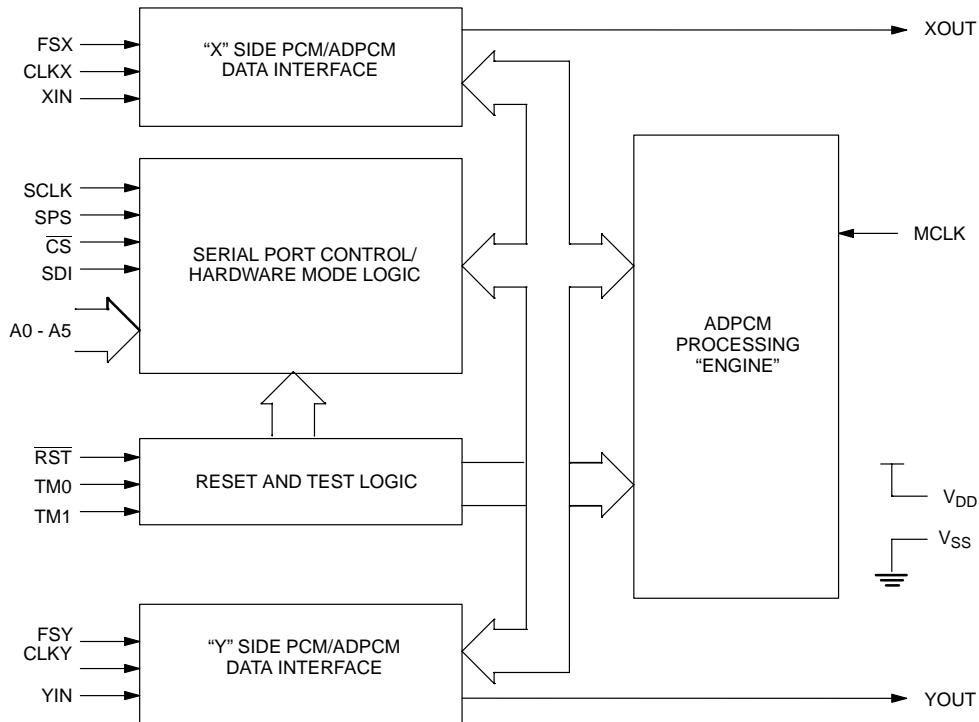 FSX
CLKX
XIN
“X” SIDE PCM/ADPCM
DATA INTERFACE
XOUT
SCLK
SPS
CS
SDI
A0 - A5
SERIAL PORT CONTROL/
HARDWARE MODE LOGIC
MCLK
ADPCM
PROCESSING
“ENGINE”
RST
TM0
TM1
RESET AND TEST LOGIC
VDD
VSS
FSY
CLKY
YIN
“Y” SIDE PCM/ADPCM
DATA INTERFACE
YOUT